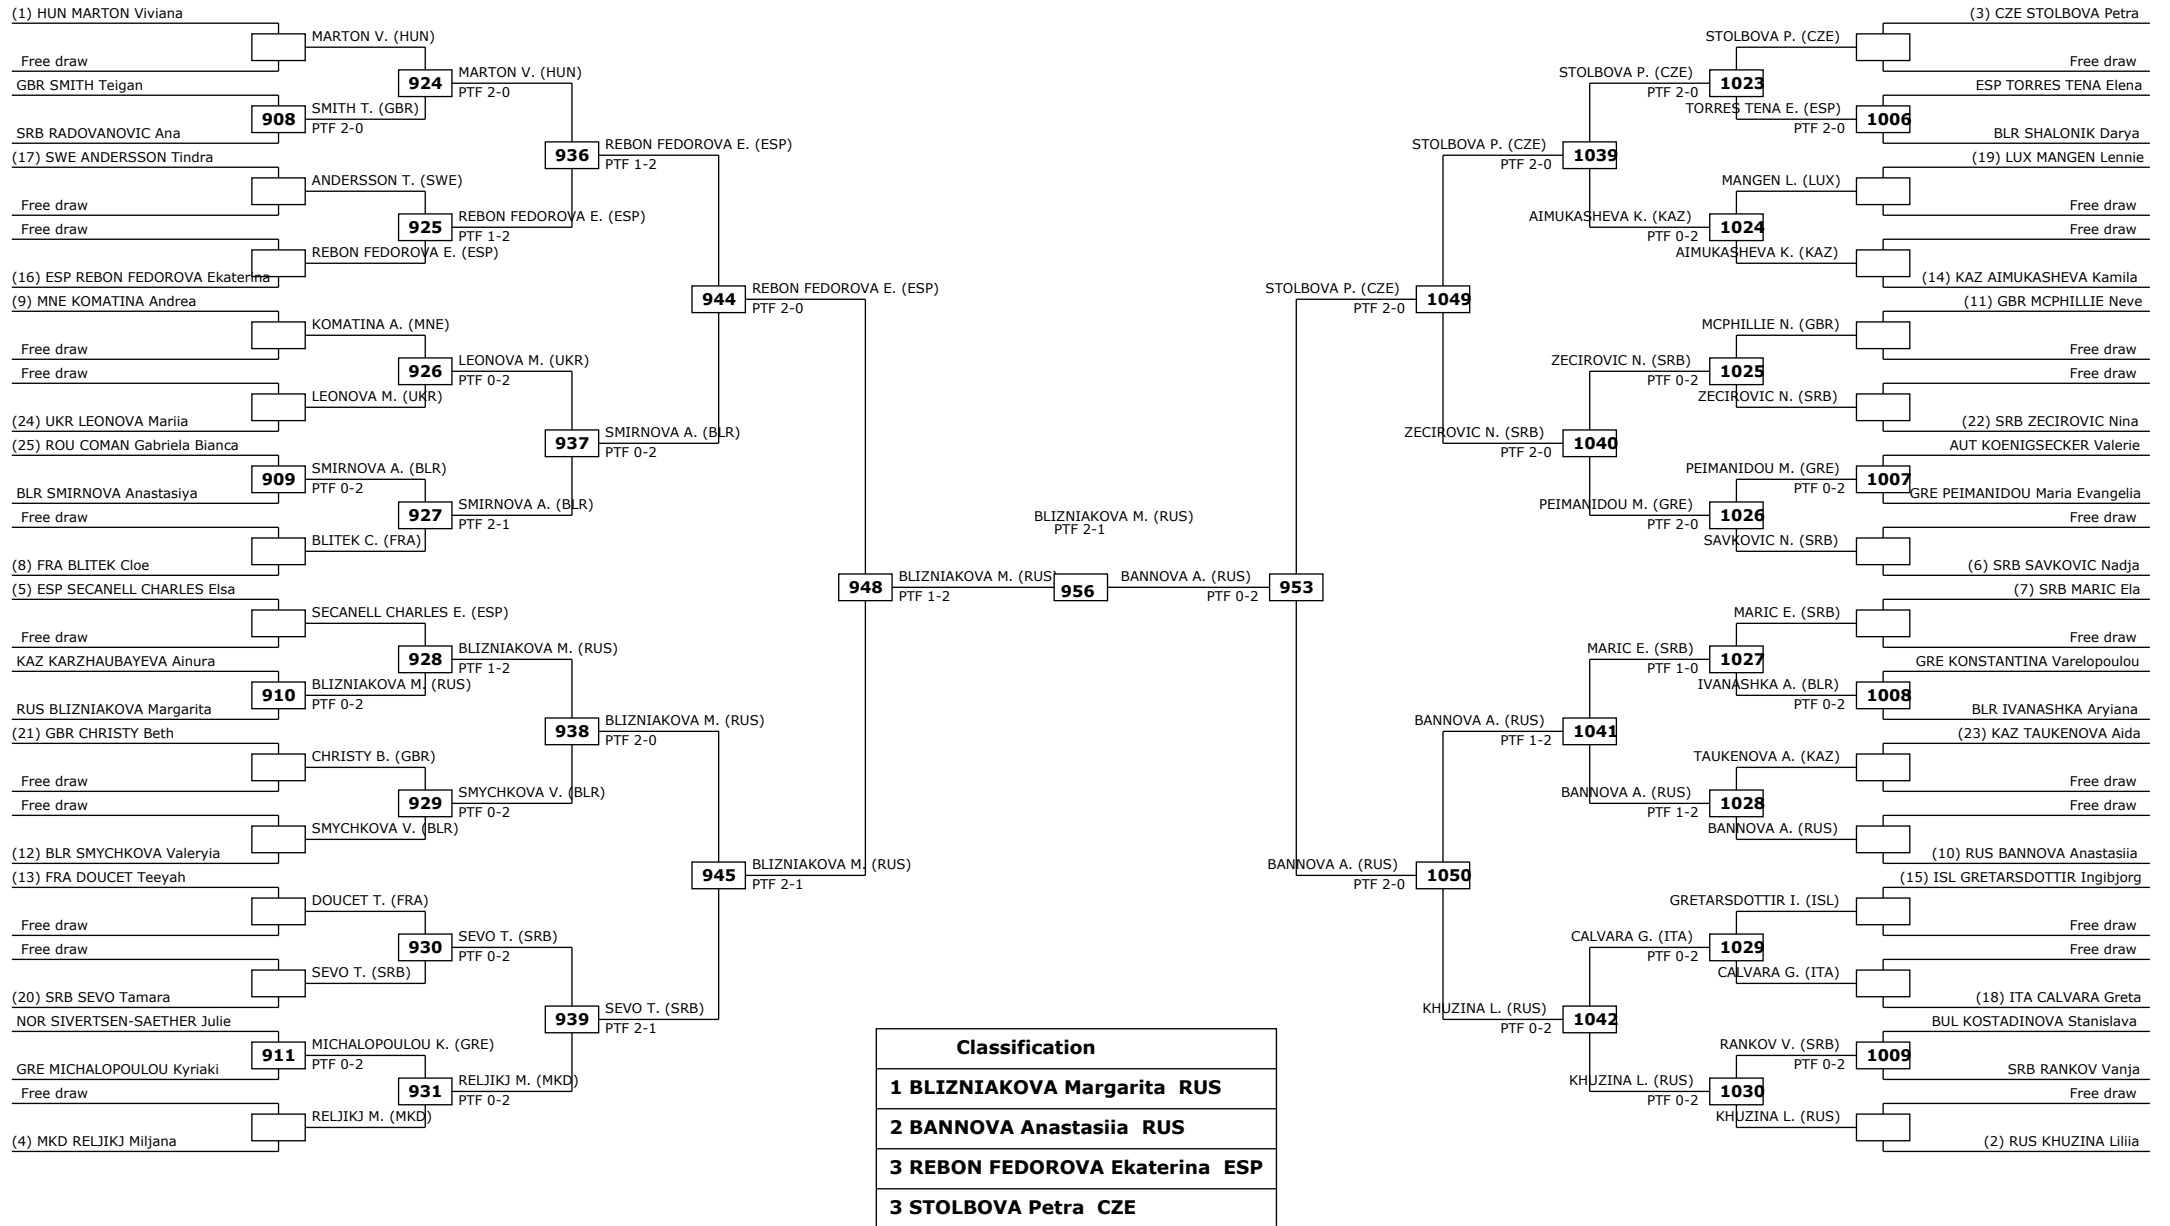 (1) HUN MARTON Viviana
Free draw
GBR SMITH Teigan
SRB RADOVANOVIC Ana
(17) SWE ANDERSSON Tindra
Free draw
Free draw
(16) ESP REBON FEDOROVA Ekaterina
(9) MNE KOMATINA Andrea
Free draw
Free draw
(24) UKR LEONOVA Mariia
(25) ROU COMAN Gabriela Bianca
BLR SMIRNOVA Anastasiya
Free draw
(8) FRA BLITEK Cloe
(5) ESP SECANELL CHARLES Elsa
Free draw
KAZ KARZHAUBAYEVA Ainura
RUS BLIZNIAKOVA Margarita
(21) GBR CHRISTY Beth
Free draw
Free draw
(12) BLR SMYCHKOVA Valeryia
(13) FRA DOUCET Teeyah
Free draw
Free draw
(20) SRB SEVO Tamara
NOR SIVERTSEN-SAETHER Julie
GRE MICHALOPOULOU Kyriaki
Free draw
(4) MKD RELJIKJ Miljana
MARTON V. (HUN)
908
SMITH T. (GBR)
PTF 2-0
ANDERSSON T. (SWE)
REBON FEDOROVA E. (ESP)
KOMATINA A. (MNE)
LEONOVA M. (UKR)
909
SMIRNOVA A. (BLR)
PTF 0-2
BLITEK C. (FRA)
SECANELL CHARLES E. (ESP)
910
BLIZNIAKOVA M. (RUS)
PTF 0-2
CHRISTY B. (GBR)
SMYCHKOVA V. (BLR)
DOUCET T. (FRA)
SEVO T. (SRB)
911
MICHALOPOULOU K. (GRE)
PTF 0-2
RELJIKJ M. (MKD)
924
MARTON V. (HUN)
PTF 2-0
925
REBON FEDOROVA E. (ESP)
PTF 1-2
926
LEONOVA M. (UKR)
PTF 0-2
927
SMIRNOVA A. (BLR)
PTF 2-1
928
BLIZNIAKOVA M. (RUS)
PTF 1-2
929
SMYCHKOVA V. (BLR)
PTF 0-2
930
SEVO T. (SRB)
PTF 0-2
931
RELJIKJ M. (MKD)
PTF 0-2
936
REBON FEDOROVA E. (ESP)
PTF 1-2
937
SMIRNOVA A. (BLR)
PTF 0-2
938
BLIZNIAKOVA M. (RUS)
PTF 2-0
939
SEVO T. (SRB)
PTF 2-1
944
REBON FEDOROVA E. (ESP)
PTF 2-0
945
BLIZNIAKOVA M. (RUS)
PTF 2-1
948
BLIZNIAKOVA M. (RUS)
PTF 1-2
BLIZNIAKOVA M. (RUS)
PTF 2-1
956
BANNOVA A. (RUS)
PTF 0-2
953
STOLBOVA P. (CZE)
PTF 2-0
1049
BANNOVA A. (RUS)
PTF 2-0
1050
STOLBOVA P. (CZE)
PTF 2-0
1039
ZECIROVIC N. (SRB)
PTF 2-0
1040
BANNOVA A. (RUS)
PTF 1-2
1041
KHUZINA L. (RUS)
PTF 0-2
1042
STOLBOVA P. (CZE)
PTF 2-0
1023
AIMUKASHEVA K. (KAZ)
PTF 0-2
1024
ZECIROVIC N. (SRB)
PTF 0-2
1025
PEIMANIDOU M. (GRE)
PTF 2-0
1026
MARIC E. (SRB)
PTF 1-0
1027
BANNOVA A. (RUS)
PTF 1-2
1028
CALVARA G. (ITA)
PTF 0-2
1029
KHUZINA L. (RUS)
PTF 0-2
1030
STOLBOVA P. (CZE)
TORRES TENA E. (ESP)
PTF 2-0
1006
MANGEN L. (LUX)
AIMUKASHEVA K. (KAZ)
MCPHILLIE N. (GBR)
ZECIROVIC N. (SRB)
PEIMANIDOU M. (GRE)
PTF 0-2
1007
SAVKOVIC N. (SRB)
MARIC E. (SRB)
IVANASHKA A. (BLR)
PTF 0-2
1008
TAUKENOVA A. (KAZ)
BANNOVA A. (RUS)
GRETARSDOTTIR I. (ISL)
CALVARA G. (ITA)
RANKOV V. (SRB)
PTF 0-2
1009
KHUZINA L. (RUS)
(3) CZE STOLBOVA Petra
Free draw
ESP TORRES TENA Elena
BLR SHALONIK Darya
(19) LUX MANGEN Lennie
Free draw
Free draw
(14) KAZ AIMUKASHEVA Kamila
(11) GBR MCPHILLIE Neve
Free draw
Free draw
(22) SRB ZECIROVIC Nina
AUT KOENIGSECKER Valerie
GRE PEIMANIDOU Maria Evangelia
Free draw
(6) SRB SAVKOVIC Nadja
(7) SRB MARIC Ela
Free draw
GRE KONSTANTINA Varelopoulou
BLR IVANASHKA Aryiana
(23) KAZ TAUKENOVA Aida
Free draw
Free draw
(10) RUS BANNOVA Anastasiia
(15) ISL GRETARSDOTTIR Ingibjorg
Free draw
Free draw
(18) ITA CALVARA Greta
BUL KOSTADINOVA Stanislava
SRB RANKOV Vanja
Free draw
(2) RUS KHUZINA Liliia
Classification
1 BLIZNIAKOVA Margarita RUS
2 BANNOVA Anastasiia RUS
3 REBON FEDOROVA Ekaterina ESP
3 STOLBOVA Petra CZE